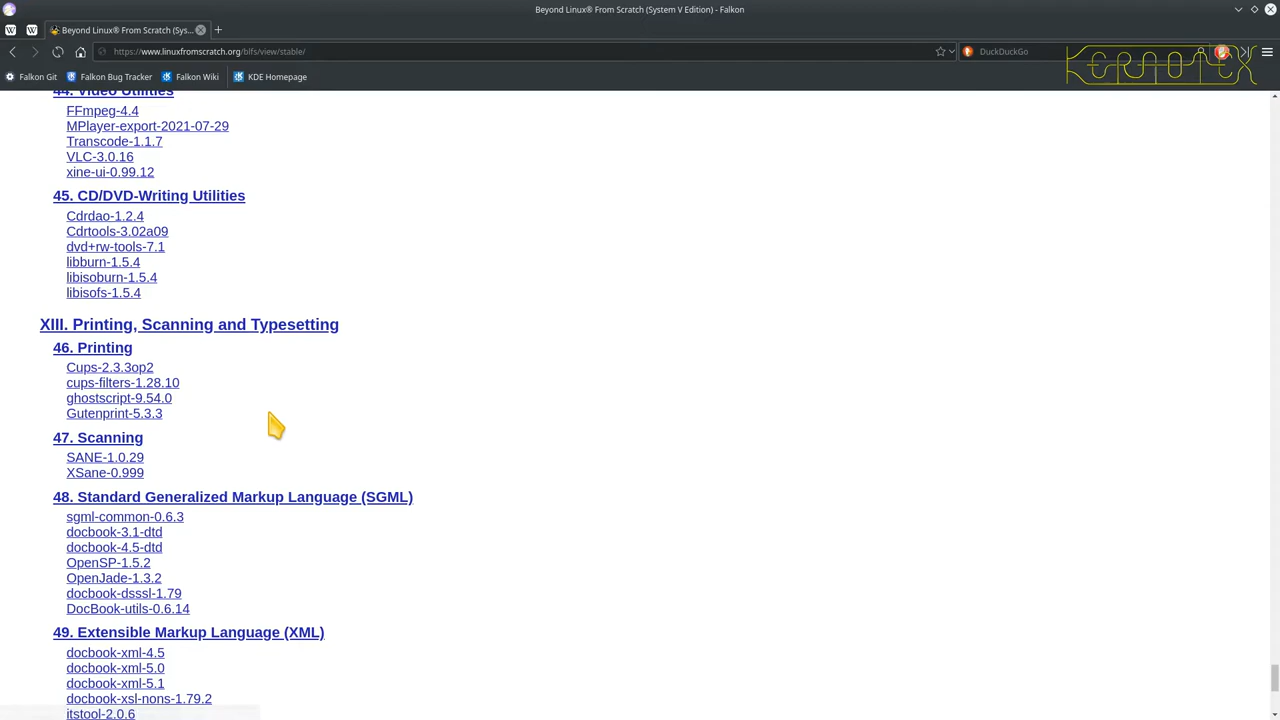 Beyond Linux® From Scratch (System V Edition) - Falkon
Beyond Linux® From Scratch (Sys...
https://www.linuxfromscratch.org/blfs/view/stable/
DuckDuckGo
Falkon Git
Falkon Bug Tracker
Falkon Wiki
KDE Homepage
44. Video Utilities
FFmpeg-4.4
MPlayer-export-2021-07-29
Transcode-1.1.7
VLC-3.0.16
xine-ui-0.99.12
45. CD/DVD-Writing Utilities
Cdrdao-1.2.4
Cdrtools-3.02a09
dvd+rw-tools-7.1
libburn-1.5.4
libisoburn-1.5.4
libisofs-1.5.4
XIII. Printing, Scanning and Typesetting
46. Printing
Cups-2.3.3op2
cups-filters-1.28.10
ghostscript-9.54.0
Gutenprint-5.3.3
47. Scanning
SANE-1.0.29
XSane-0.999
48. Standard Generalized Markup Language (SGML)
sgml-common-0.6.3
docbook-3.1-dtd
docbook-4.5-dtd
OpenSP-1.5.2
OpenJade-1.3.2
docbook-dsssl-1.79
DocBook-utils-0.6.14
49. Extensible Markup Language (XML)
docbook-xml-4.5
docbook-xml-5.0
docbook-xml-5.1
docbook-xsl-nons-1.79.2
itstool-2.0.6